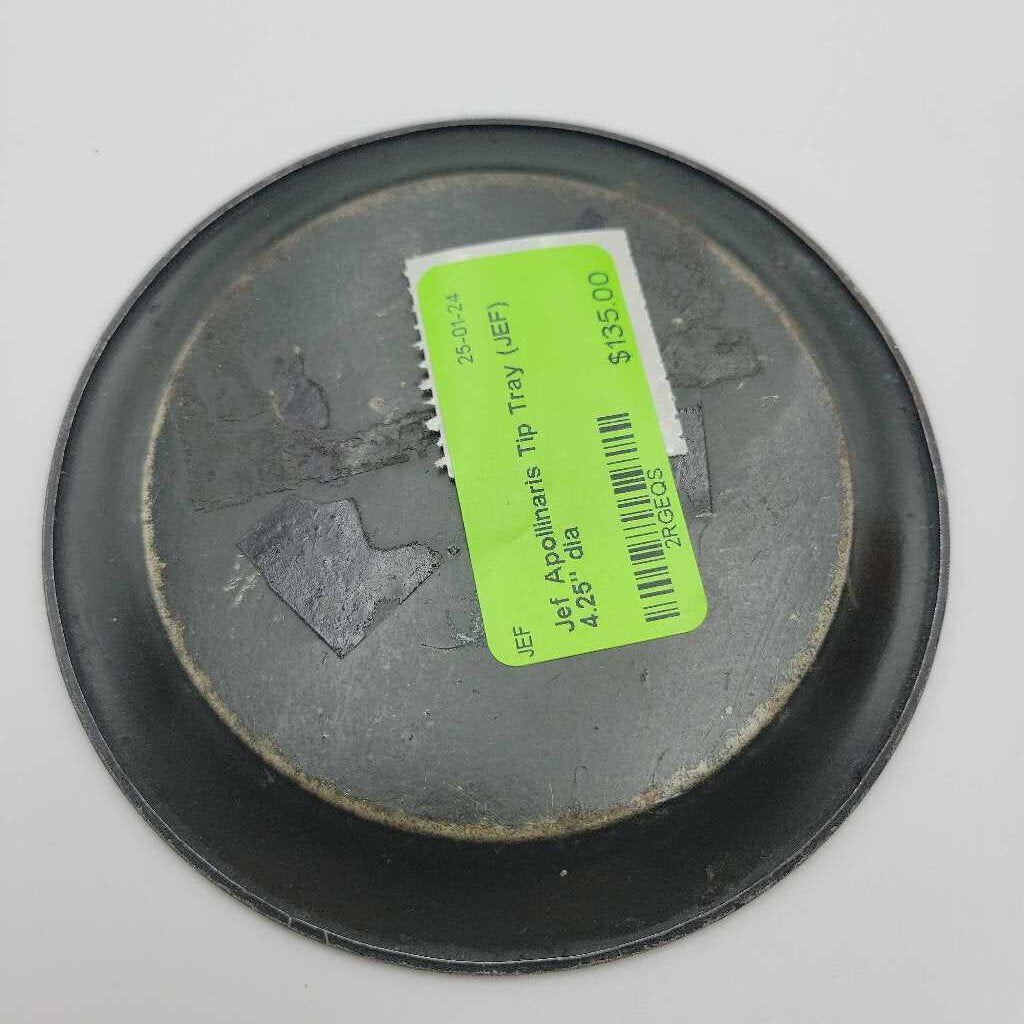 25-01-24
JEF
Jef Apollinaris Tip Tray (JEF)
4.25" dia
$135.00
2RGEQS